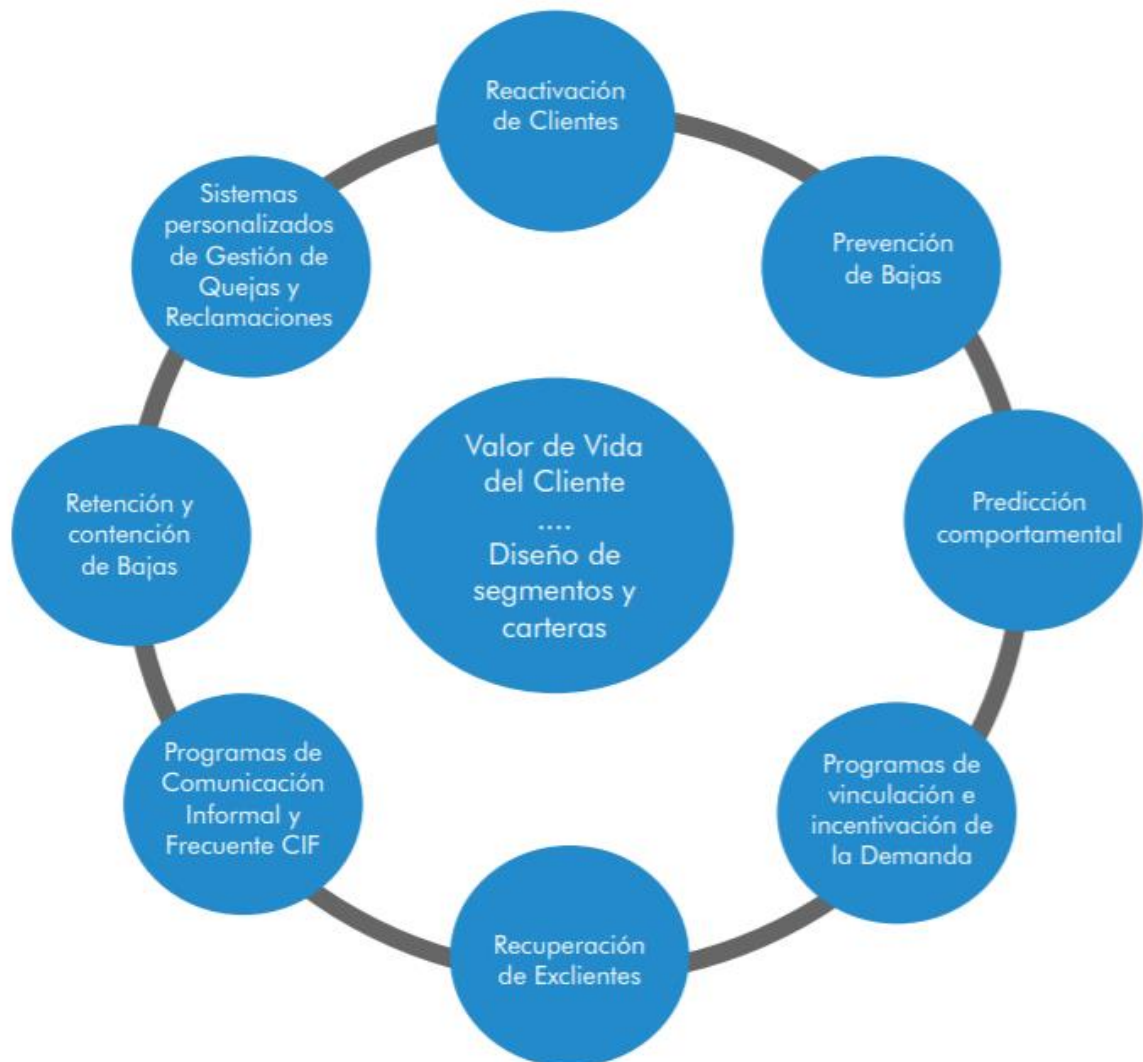 Reactivación
de Clientes
Sistemas
personalizados
de Gestión de
Quejas y
Reclamaciones
Prevención
de Bajas
Valor de Vida
del Cliente
....
Diseño de
segmentos y
carteras
Retención y
contención
de Bajas
Predicción
comportamental
Programas de
Comunicación
Informal y
Frecuente CIF
Programas de
vinculación e
incentivación de
la Demanda
Recuperación
de Exclientes